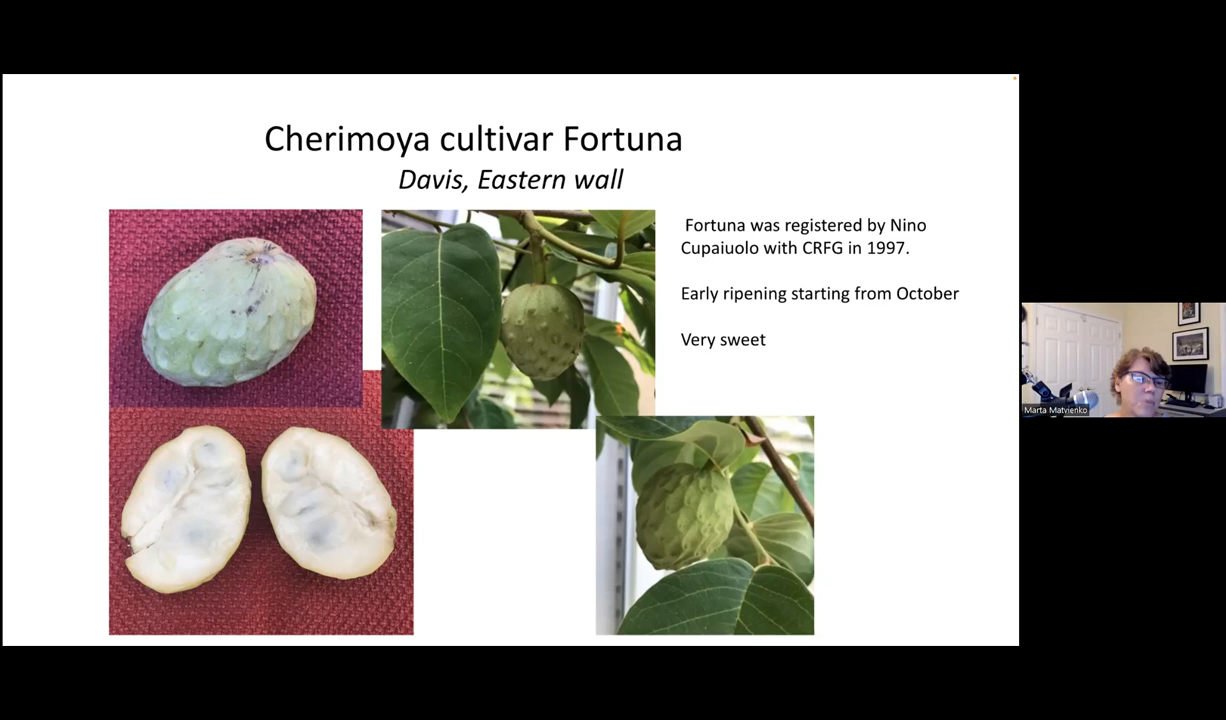 Cherimoya cultivar Fortuna
Davis, Eastern wall
Fortuna was registered by Nino
Cupaiuolo with CRFG in 1997.
Early ripening starting from October
Very sweet
Marta Matvienko